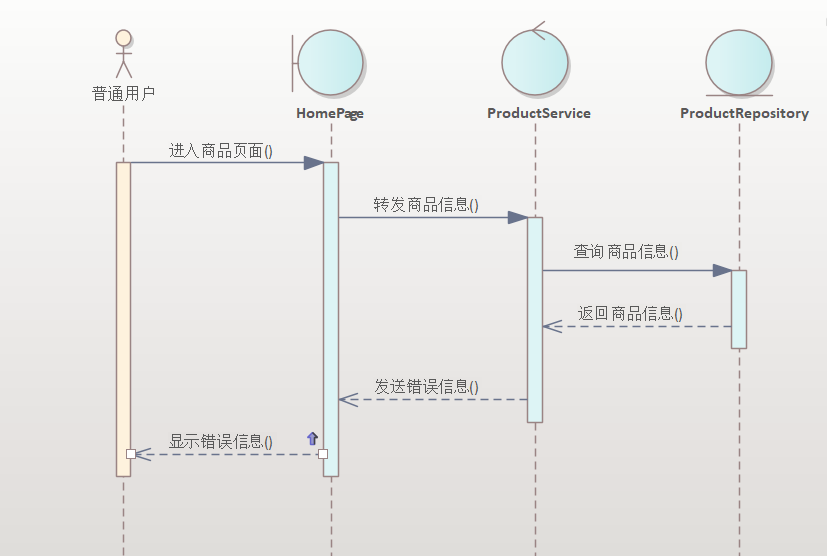 普通用户
HomePage
ProductService
ProductRepository
进入商品页面()
转发商品信息()
查询商品信息()
返回商品信息()
发送错误信息()
显示错误信息()